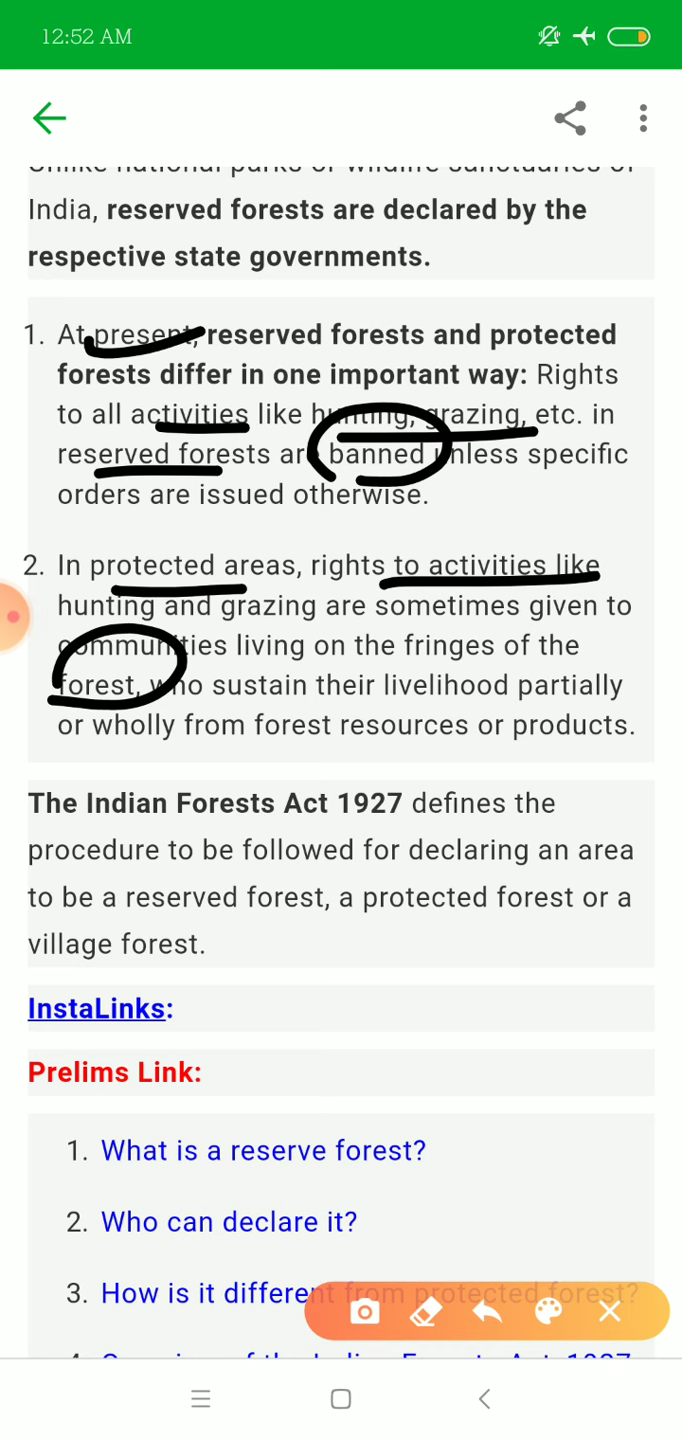 12:52 AM
India, reserved forests are declared by the
respective state governments.
1. At present, reserved forests and protected
forests differ in one important way: Rights
to all activities like hunting, grazing, etc. in
reserved forests are banned unless specific
orders are issued otherwise.
2. In protected areas, rights to activities like
hunting and grazing are sometimes given to
communities living on the fringes of the
forest, who sustain their livelihood partially
or wholly from forest resources or products.
The Indian Forests Act 1927 defines the
procedure to be followed for declaring an area
to be a reserved forest, a protected forest or a
village forest.
InstaLinks:
Prelims Link:
1. What is a reserve forest?
2. Who can declare it?
3. How is it different from protected forest?